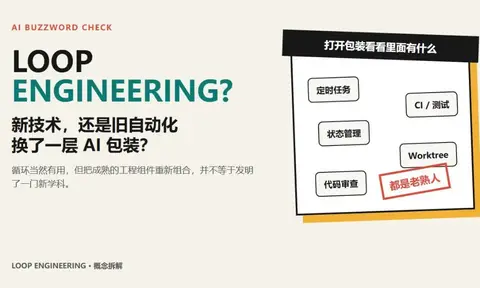 AI BUZZWORD CHECK
LOOP
ENGINEERING?
新技术，还是旧自动化
换了一层 AI 包装？
循环当然有用，但把成熟的工程组件重新组合，并不等于发明
了一门新学科。
打开包装看看里面有什么
定时任务
CI / 测试
状态管理
Worktree
代码审查
都是老熟人
LOOP ENGINEERING · 概念拆解